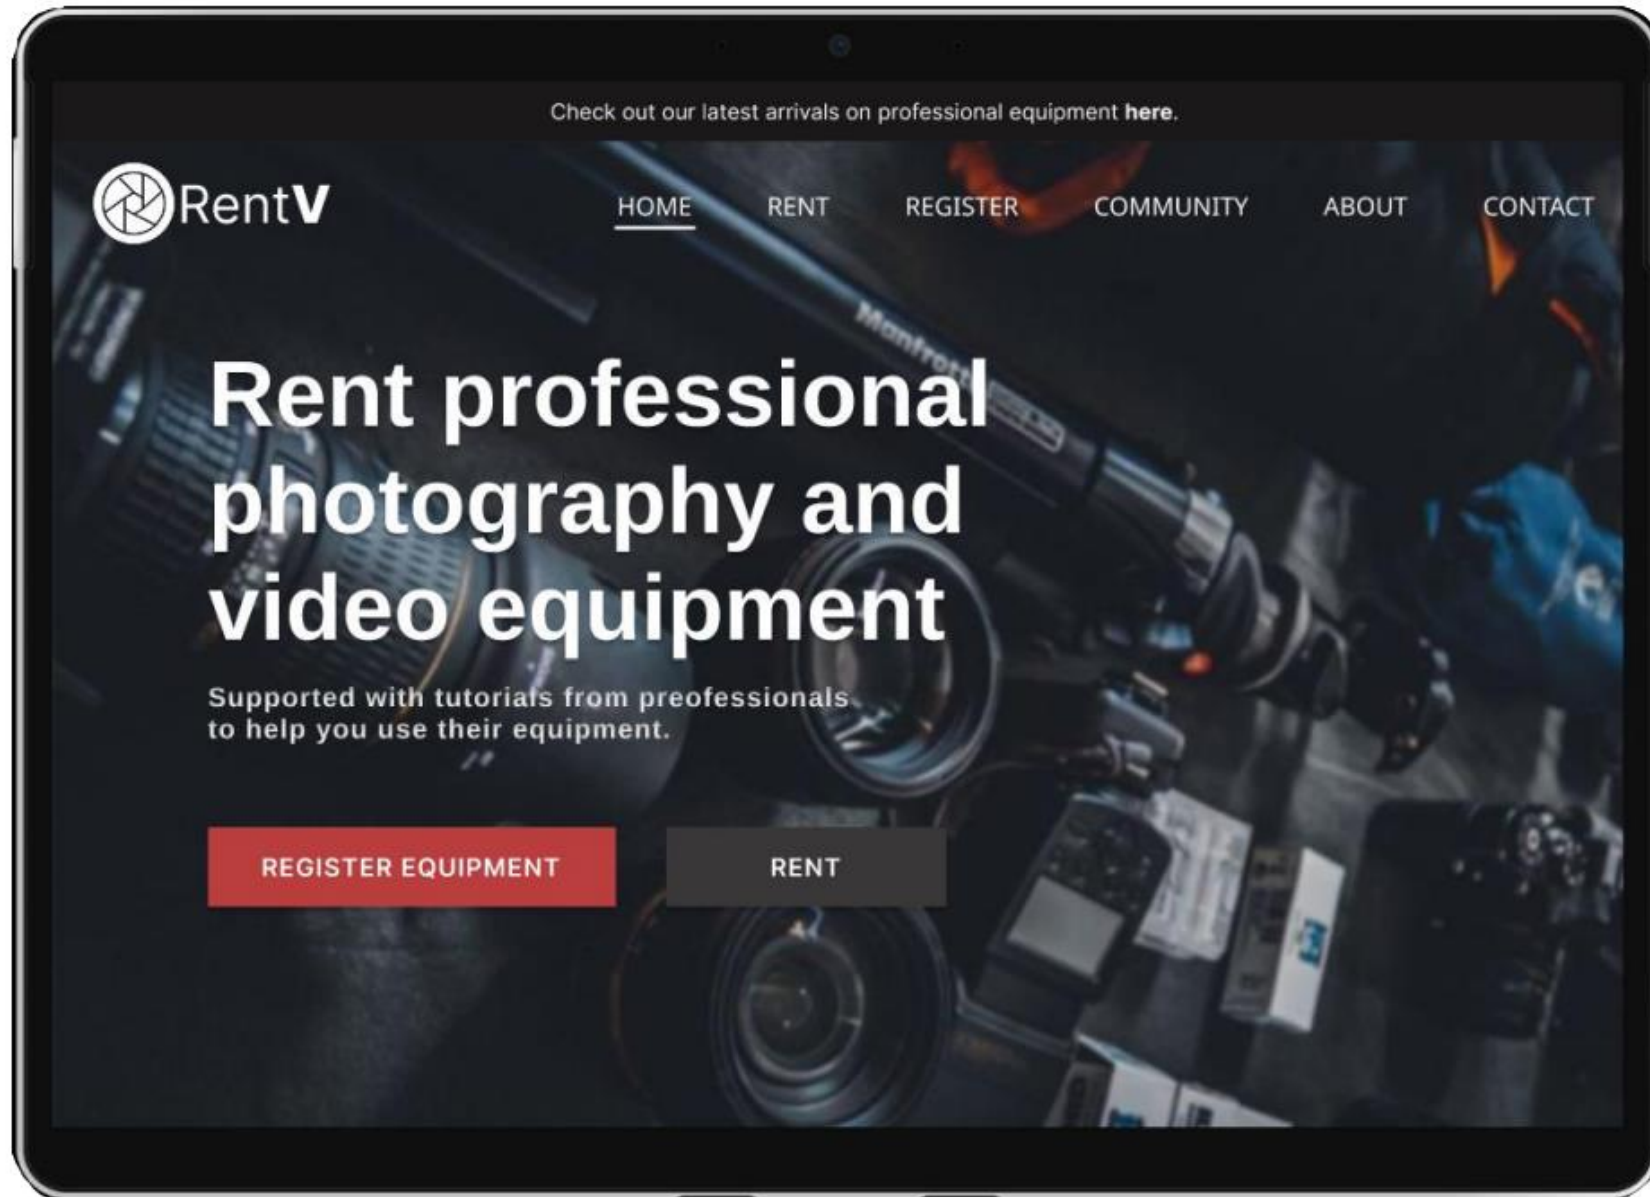 Check out our latest arrivals on professional equipment here.
RentV
HOME RENT REGISTER COMMUNITY ABOUT CONTACT
Manfrotto
Rent professional
photography and
video equipment
Supported with tutorials from preofessionals
to help you use their equipment.
REGISTER EQUIPMENT RENT